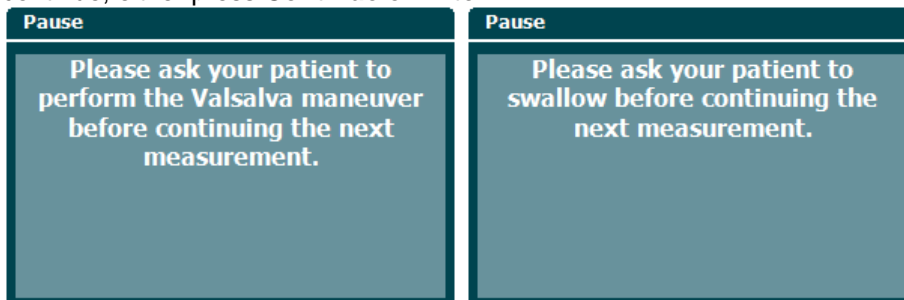 Pause
Please ask your patient to
perform the Valsalva maneuver
before continuing the next
measurement.
Pause
Please ask your patient to
swallow before continuing the
next measurement.